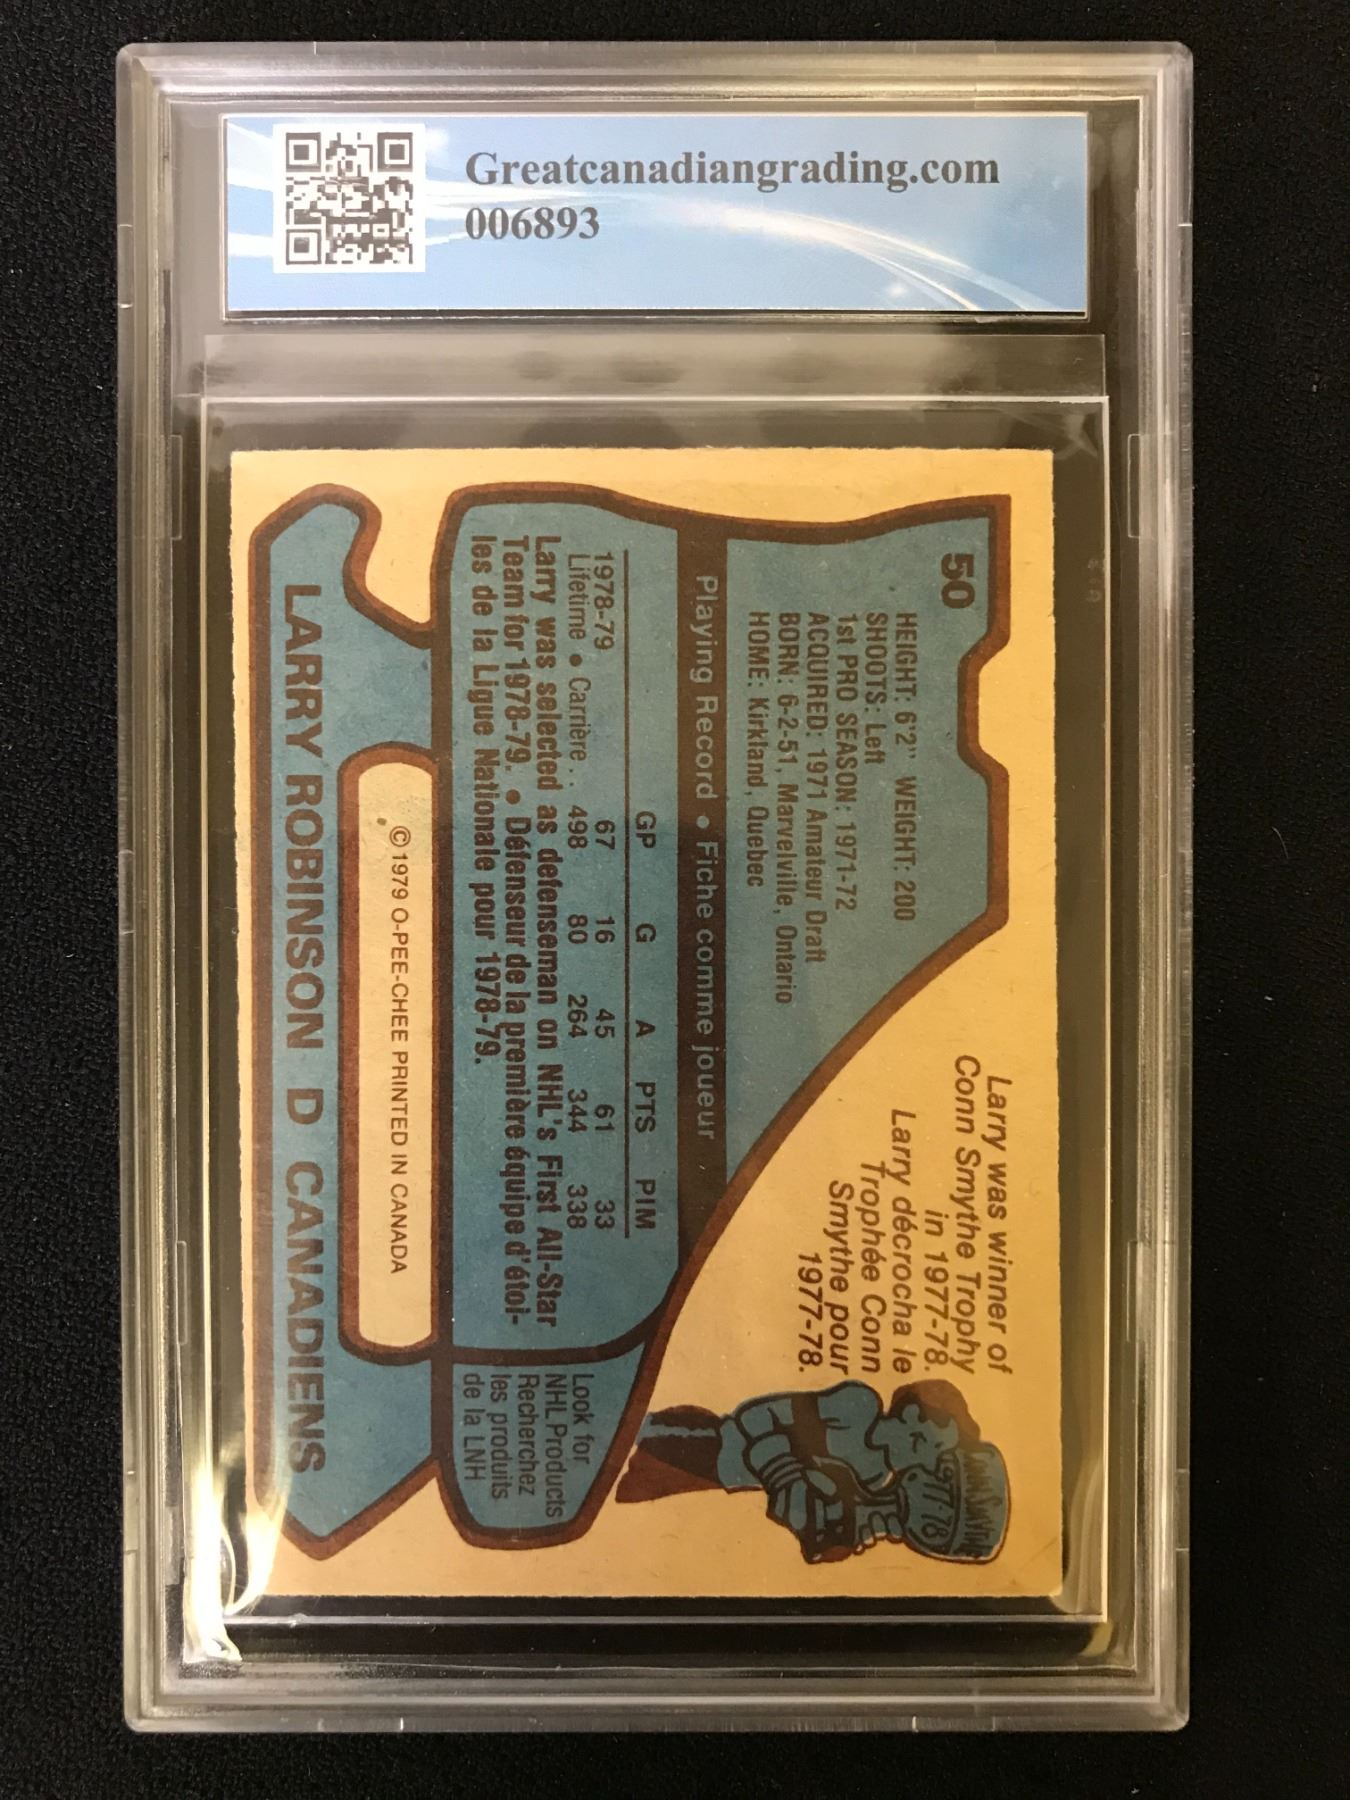 Greatcanadiangrading.com
006893
50
HEIGHT: 6'2" WEIGHT: 200
SHOOTS: Left
1st PRO SEASON: 1971-72
ACQUIRED: 1971 Amateur Draft
BORN: 6-2-51, Marvelville, Ontario
HOME: Kirkland, Quebec
Larry was winner of
Conn Smythe Trophy
in 1977-78.
Larry décrocha le
Trophée Conn
Smythe pour
1977-78.
Conn Smythe
1977-78
Playing Record • Fiche comme joueur
GP G A PTS PIM
1978-79 67 16 45 61 33
Lifetime • Carrière . . 498 80 264 344 338
Larry was selected as defenseman on NHL's First All-Star
Team for 1978-79. • Défenseur de la première équipe d'étoi-
les de la Ligue Nationale pour 1978-79.
Look for
NHL Products
Recherchez
les produits
de la LNH
© 1979 O-PEE-CHEE PRINTED IN CANADA
LARRY ROBINSON D CANADIENS